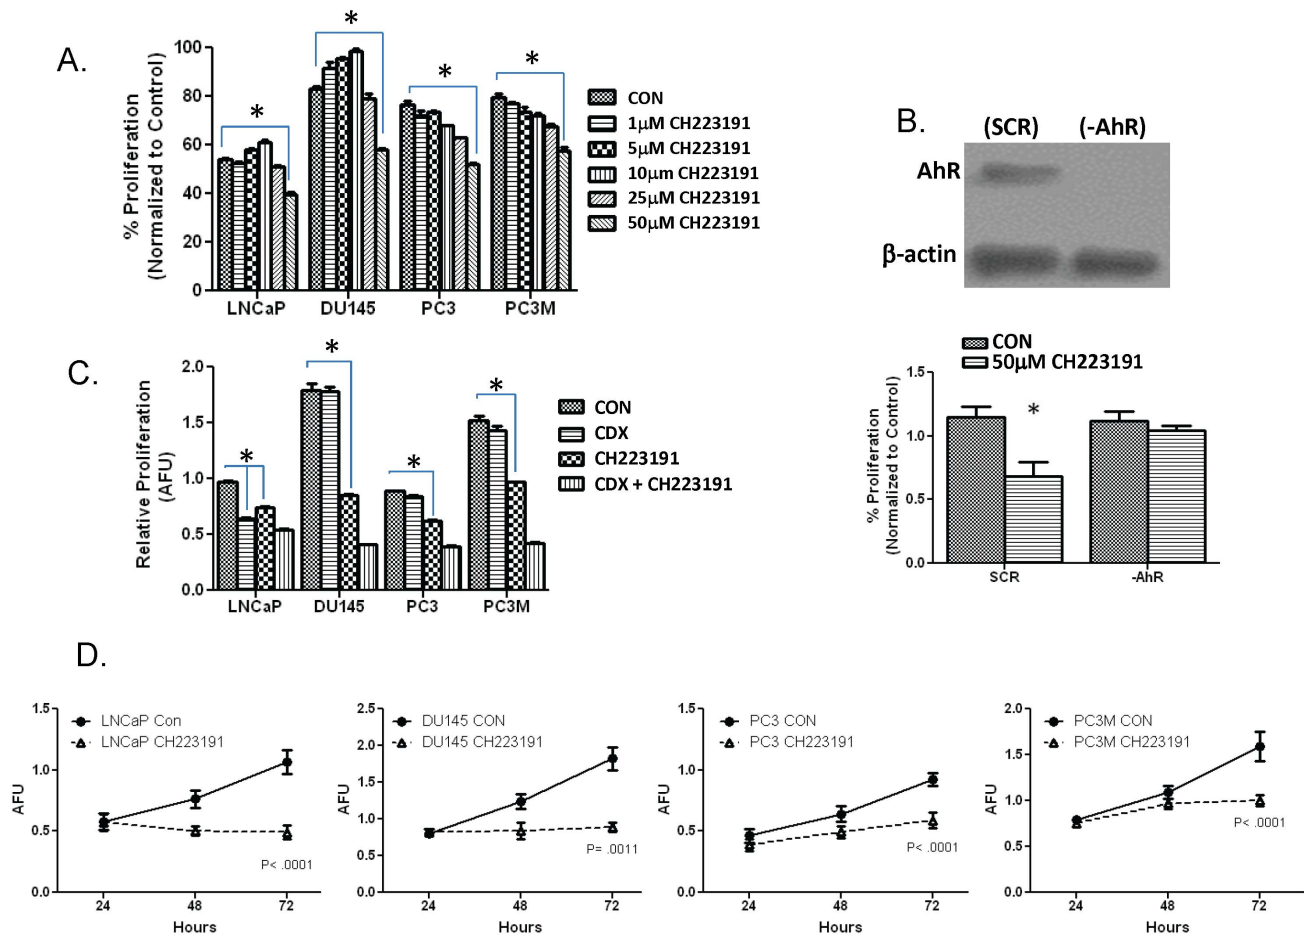 A.
% Proliferation
(Normalized to Control)
100
80
60
40
20
0
*
*
*
*
LNCaP
DU145
PC3
PC3M
CON
1μM CH223191
5μM CH223191
10μm CH223191
25μM CH223191
50μM CH223191
B.
(SCR)
(-AhR)
AhR
β-actin
CON
50μM CH223191
% Proliferation
(Normalized to Control)
1.5
1.0
0.5
0.0
*
SCR
-AhR
C.
Relative Proliferation
(AFU)
2.0
1.5
1.0
0.5
0.0
*
*
*
*
LNCaP
DU145
PC3
PC3M
CON
CDX
CH223191
CDX + CH223191
D.
AFU
1.5
1.0
0.5
0.0
LNCaP Con
LNCaP CH223191
P< .0001
24
48
72
Hours
AFU
2.5
2.0
1.5
1.0
0.5
0.0
DU145 CON
DU145 CH223191
P= .0011
24
48
72
Hours
AFU
1.5
1.0
0.5
0.0
PC3 CON
PC3 CH223191
P< .0001
24
48
72
Hours
AFU
2.0
1.5
1.0
0.5
0.0
PC3M CON
PC3M CH223191
P< .0001
24
48
72
Hours